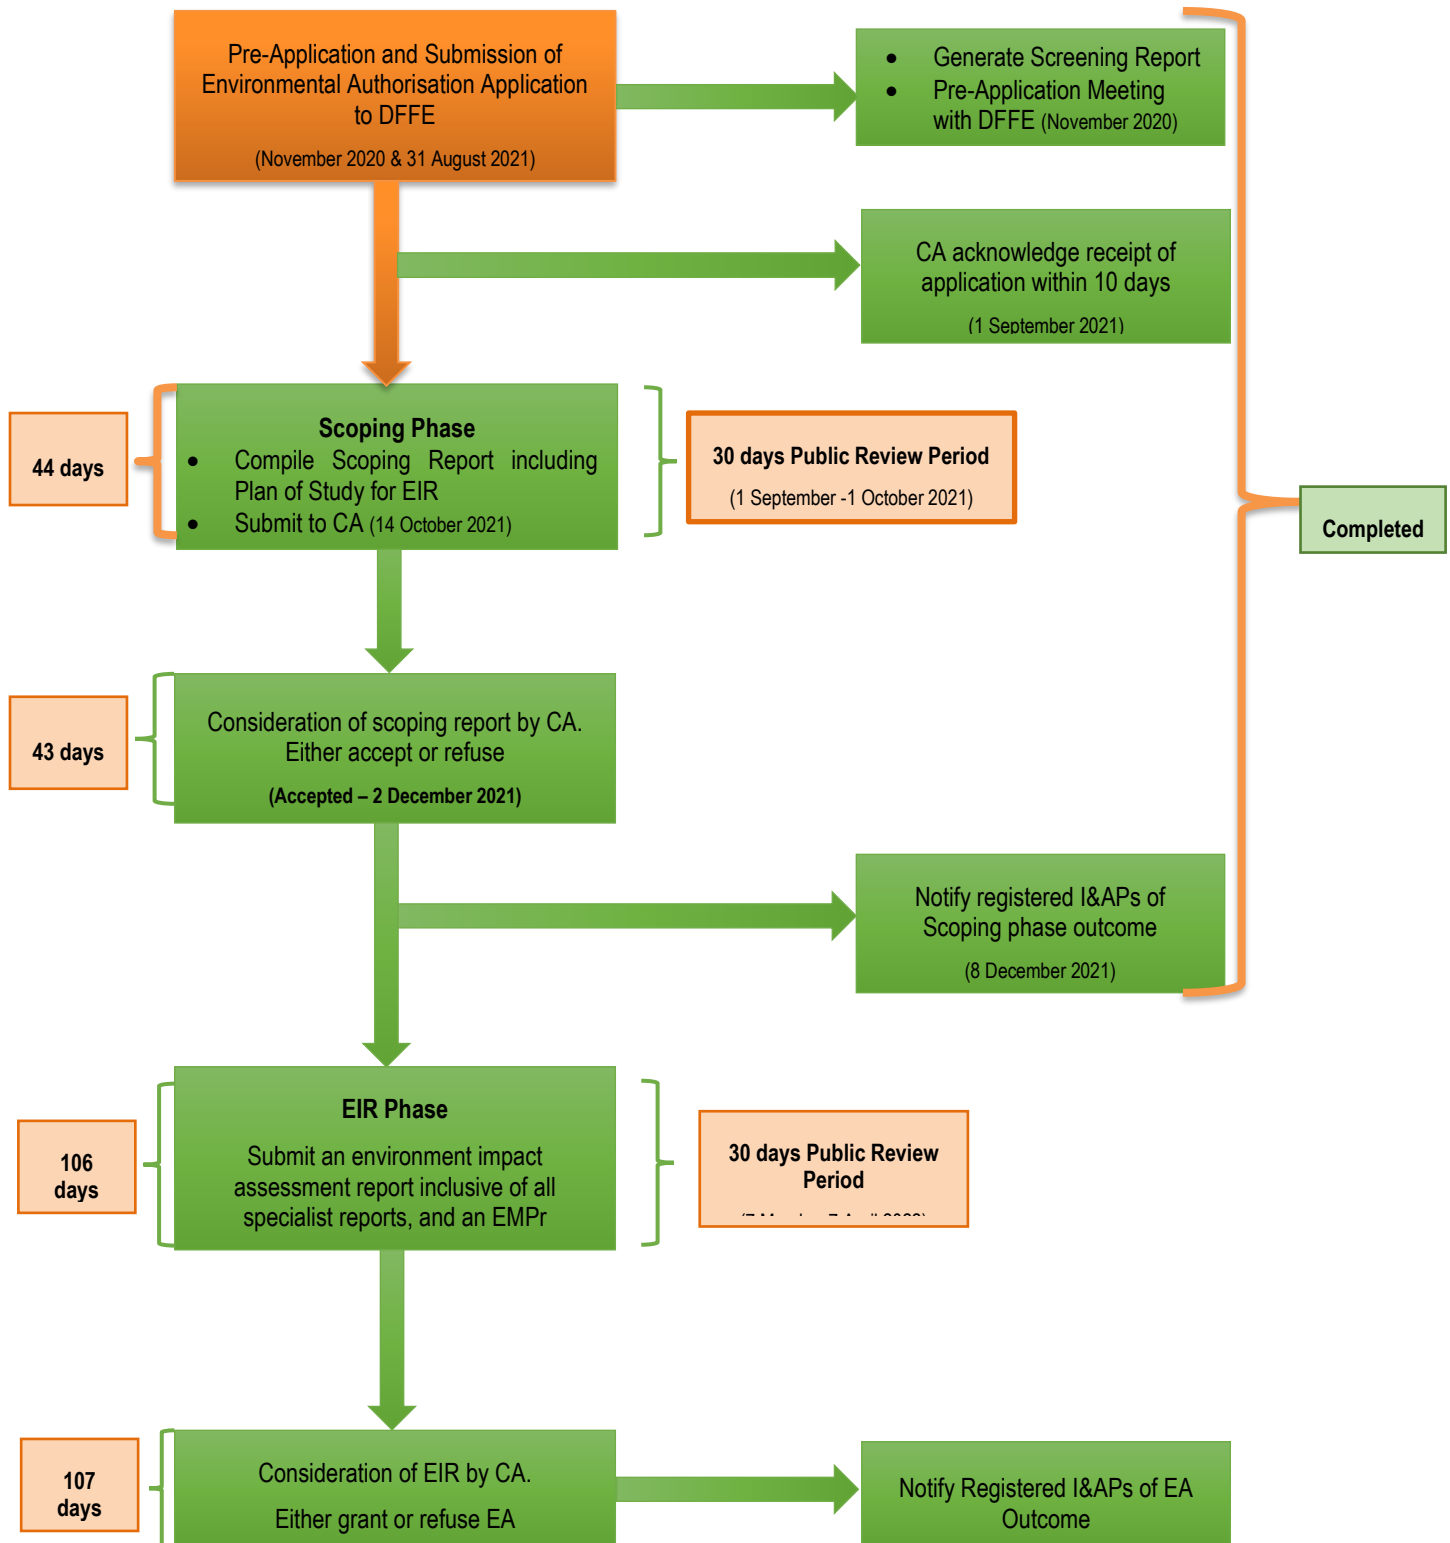 Pre-Application and Submission of
Environmental Authorisation Application
to DFFE
(November 2020 & 31 August 2021)
• Generate Screening Report
• Pre-Application Meeting
with DFFE (November 2020)
CA acknowledge receipt of
application within 10 days
(1 September 2021)
44 days
Scoping Phase
• Compile Scoping Report including
Plan of Study for EIR
• Submit to CA (14 October 2021)
30 days Public Review Period
(1 September -1 October 2021)
Completed
43 days
Consideration of scoping report by CA.
Either accept or refuse
(Accepted – 2 December 2021)
Notify registered I&APs of
Scoping phase outcome
(8 December 2021)
106
days
EIR Phase
Submit an environment impact
assessment report inclusive of all
specialist reports, and an EMPr
30 days Public Review
Period
107
days
Consideration of EIR by CA.
Either grant or refuse EA
Notify Registered I&APs of EA
Outcome